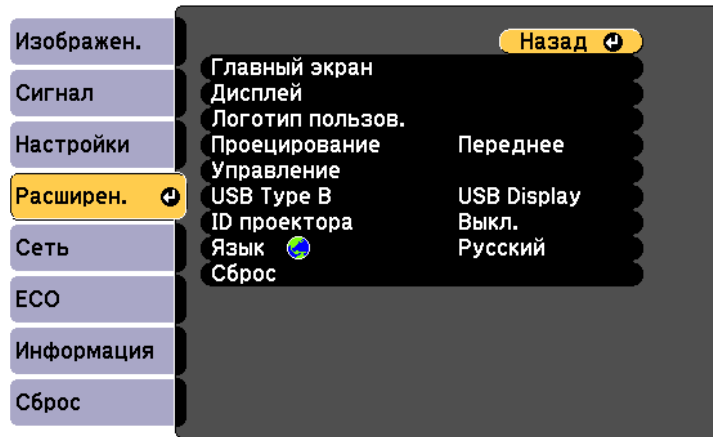 Изображен.
Сигнал
Настройки
Расширен.
Сеть
ECO
Информация
Сброс
Назад
Главный экран
Дисплей
Логотип пользов.
Проецирование Переднее
Управление
USB Type B USB Display
ID проектора Выкл.
Язык Русский
Сброс